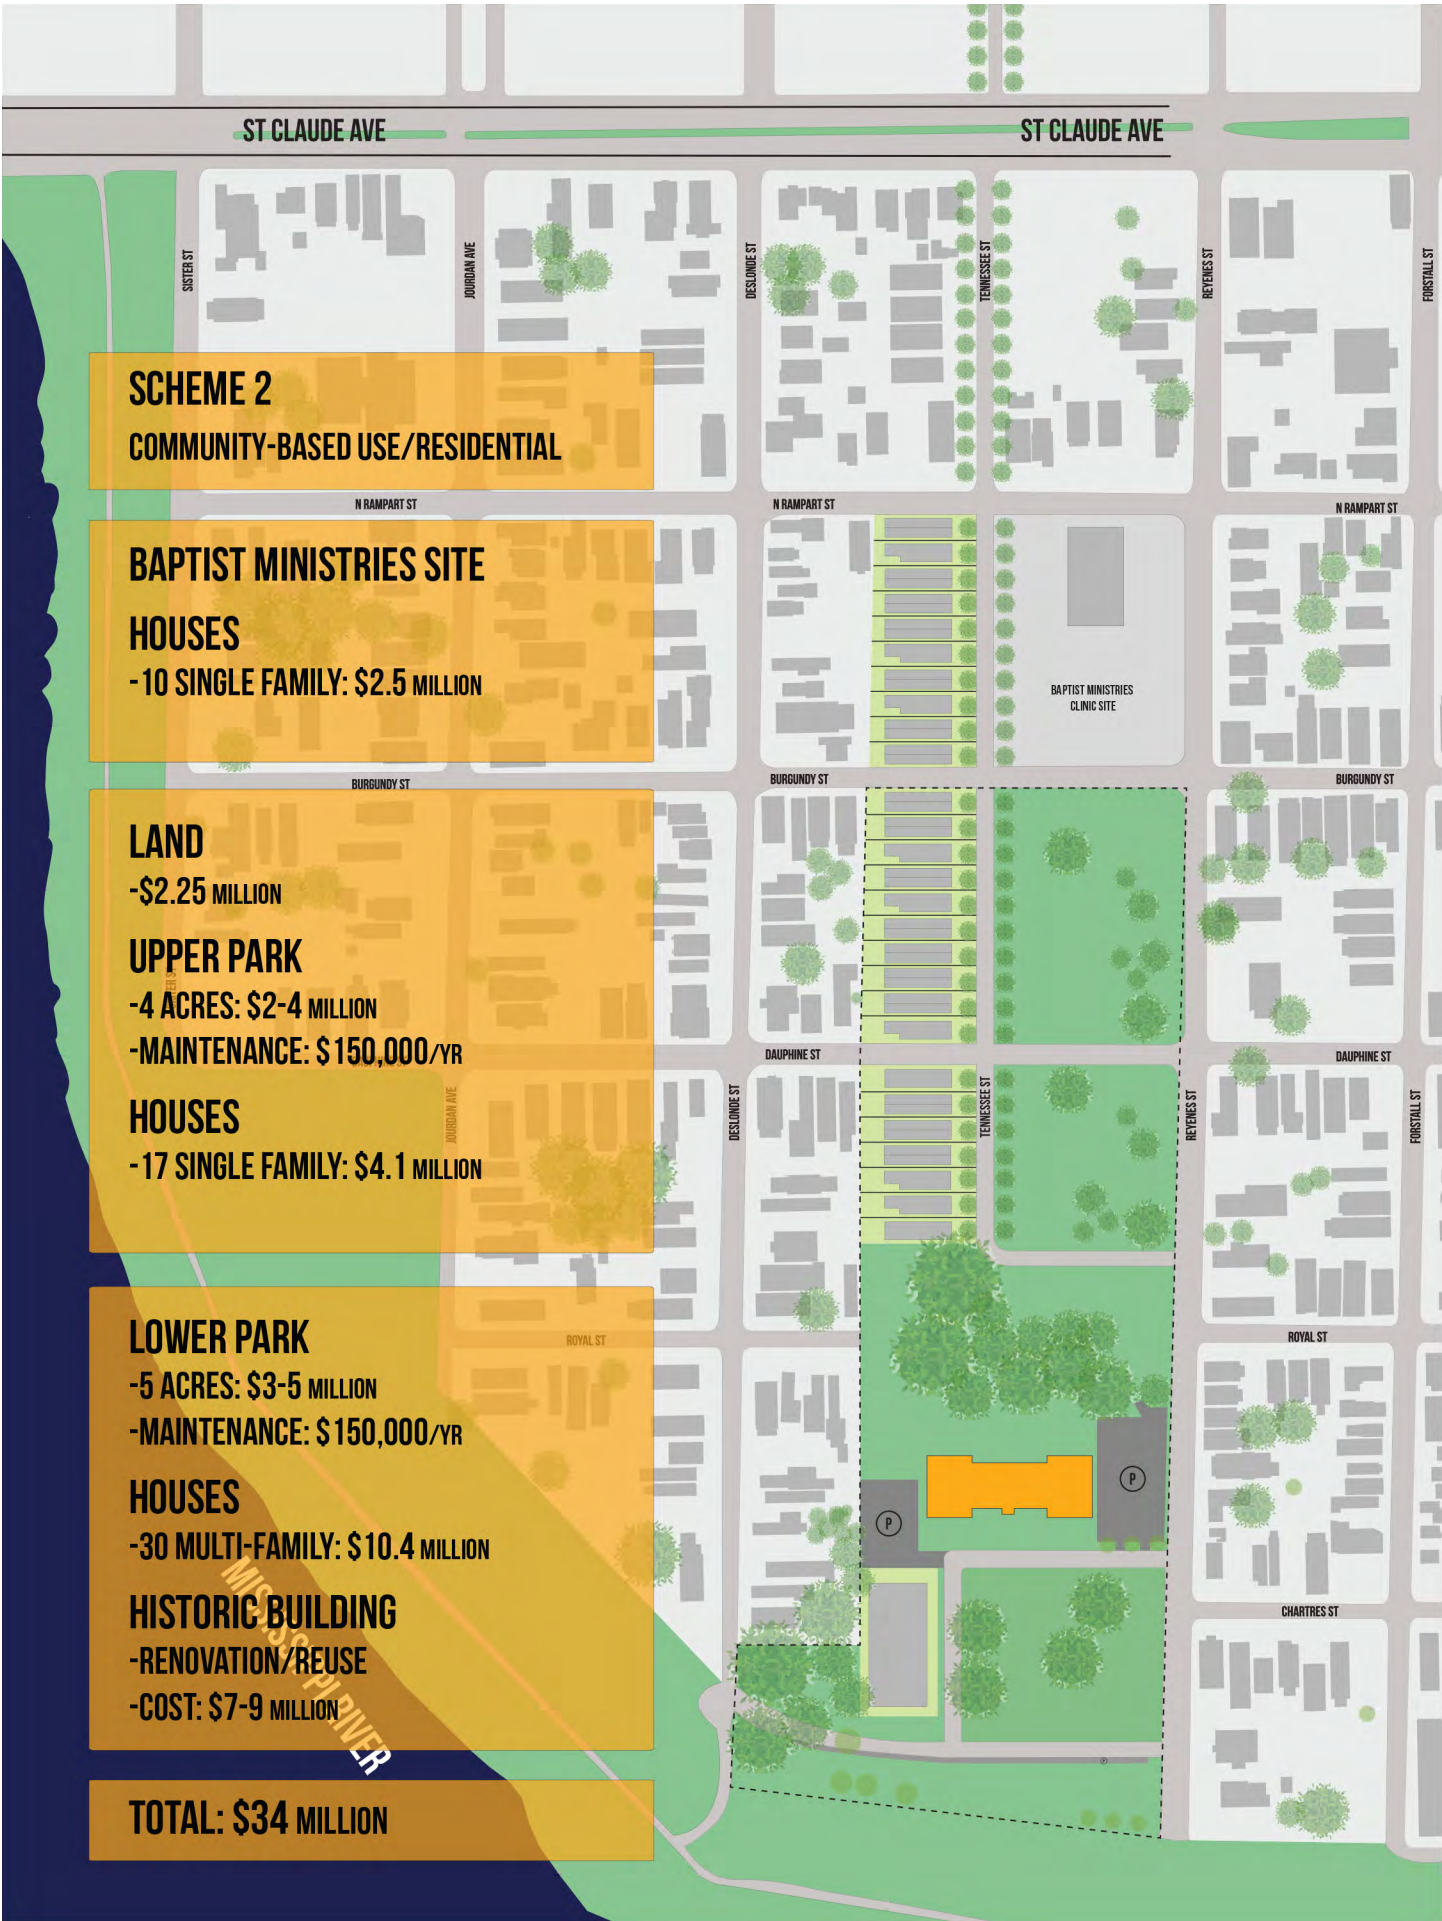 ST CLAUDE AVE
ST CLAUDE AVE
SISTER ST
JOURDAN AVE
DESLONDE ST
TENNESSEE ST
REYENES ST
FORSTALL ST
SCHEME 2
COMMUNITY-BASED USE/RESIDENTIAL
N RAMPART ST
N RAMPART ST
N RAMPART ST
BAPTIST MINISTRIES SITE
HOUSES
-10 SINGLE FAMILY: $2.5 MILLION
BAPTIST MINISTRIES
CLINIC SITE
BURGUNDY ST
BURGUNDY ST
BURGUNDY ST
LAND
-$2.25 MILLION
UPPER PARK
-4 ACRES: $2-4 MILLION
-MAINTENANCE: $150,000/YR
DAUPHINE ST
DAUPHINE ST
HOUSES
-17 SINGLE FAMILY: $4.1 MILLION
JOURDAN AVE
DESLONDE ST
TENNESSEE ST
REYENES ST
FORSTALL ST
LOWER PARK
-5 ACRES: $3-5 MILLION
-MAINTENANCE: $150,000/YR
ROYAL ST
ROYAL ST
HOUSES
-30 MULTI-FAMILY: $10.4 MILLION
P
P
HISTORIC BUILDING
-RENOVATION/REUSE
-COST: $7-9 MILLION
MISSISSIPPI RIVER
CHARTRES ST
TOTAL: $34 MILLION